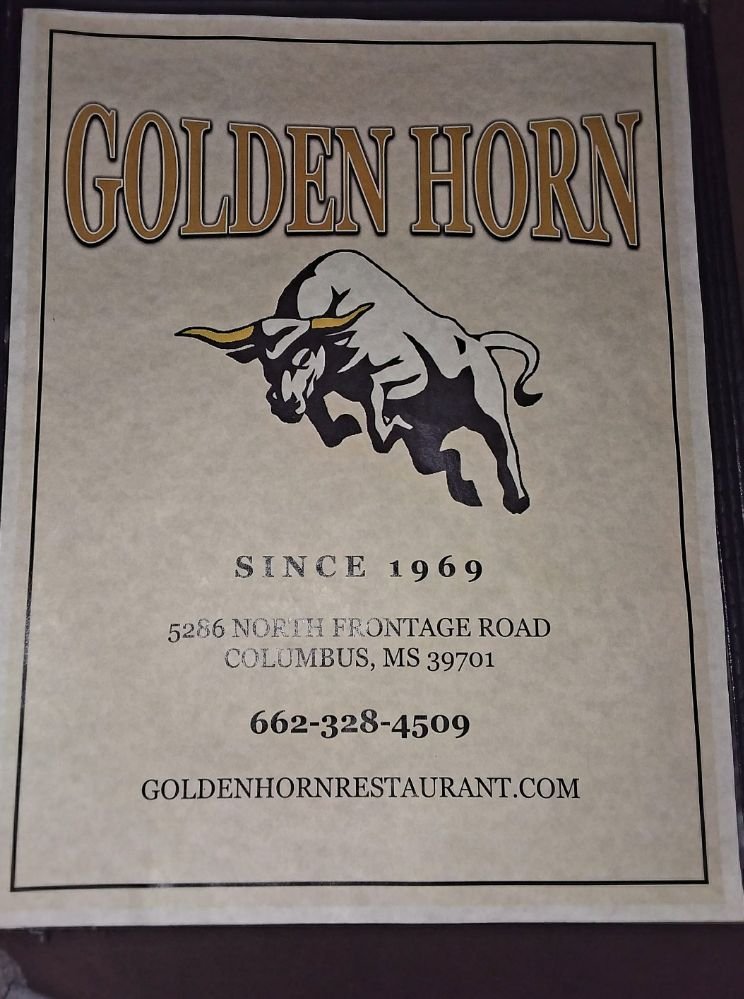 GOLDEN HORN
SINCE 1969
5286 NORTH FRONTAGE ROAD
COLUMBUS, MS 39701
662-328-4509
GOLDENHORNRESTAURANT.COM